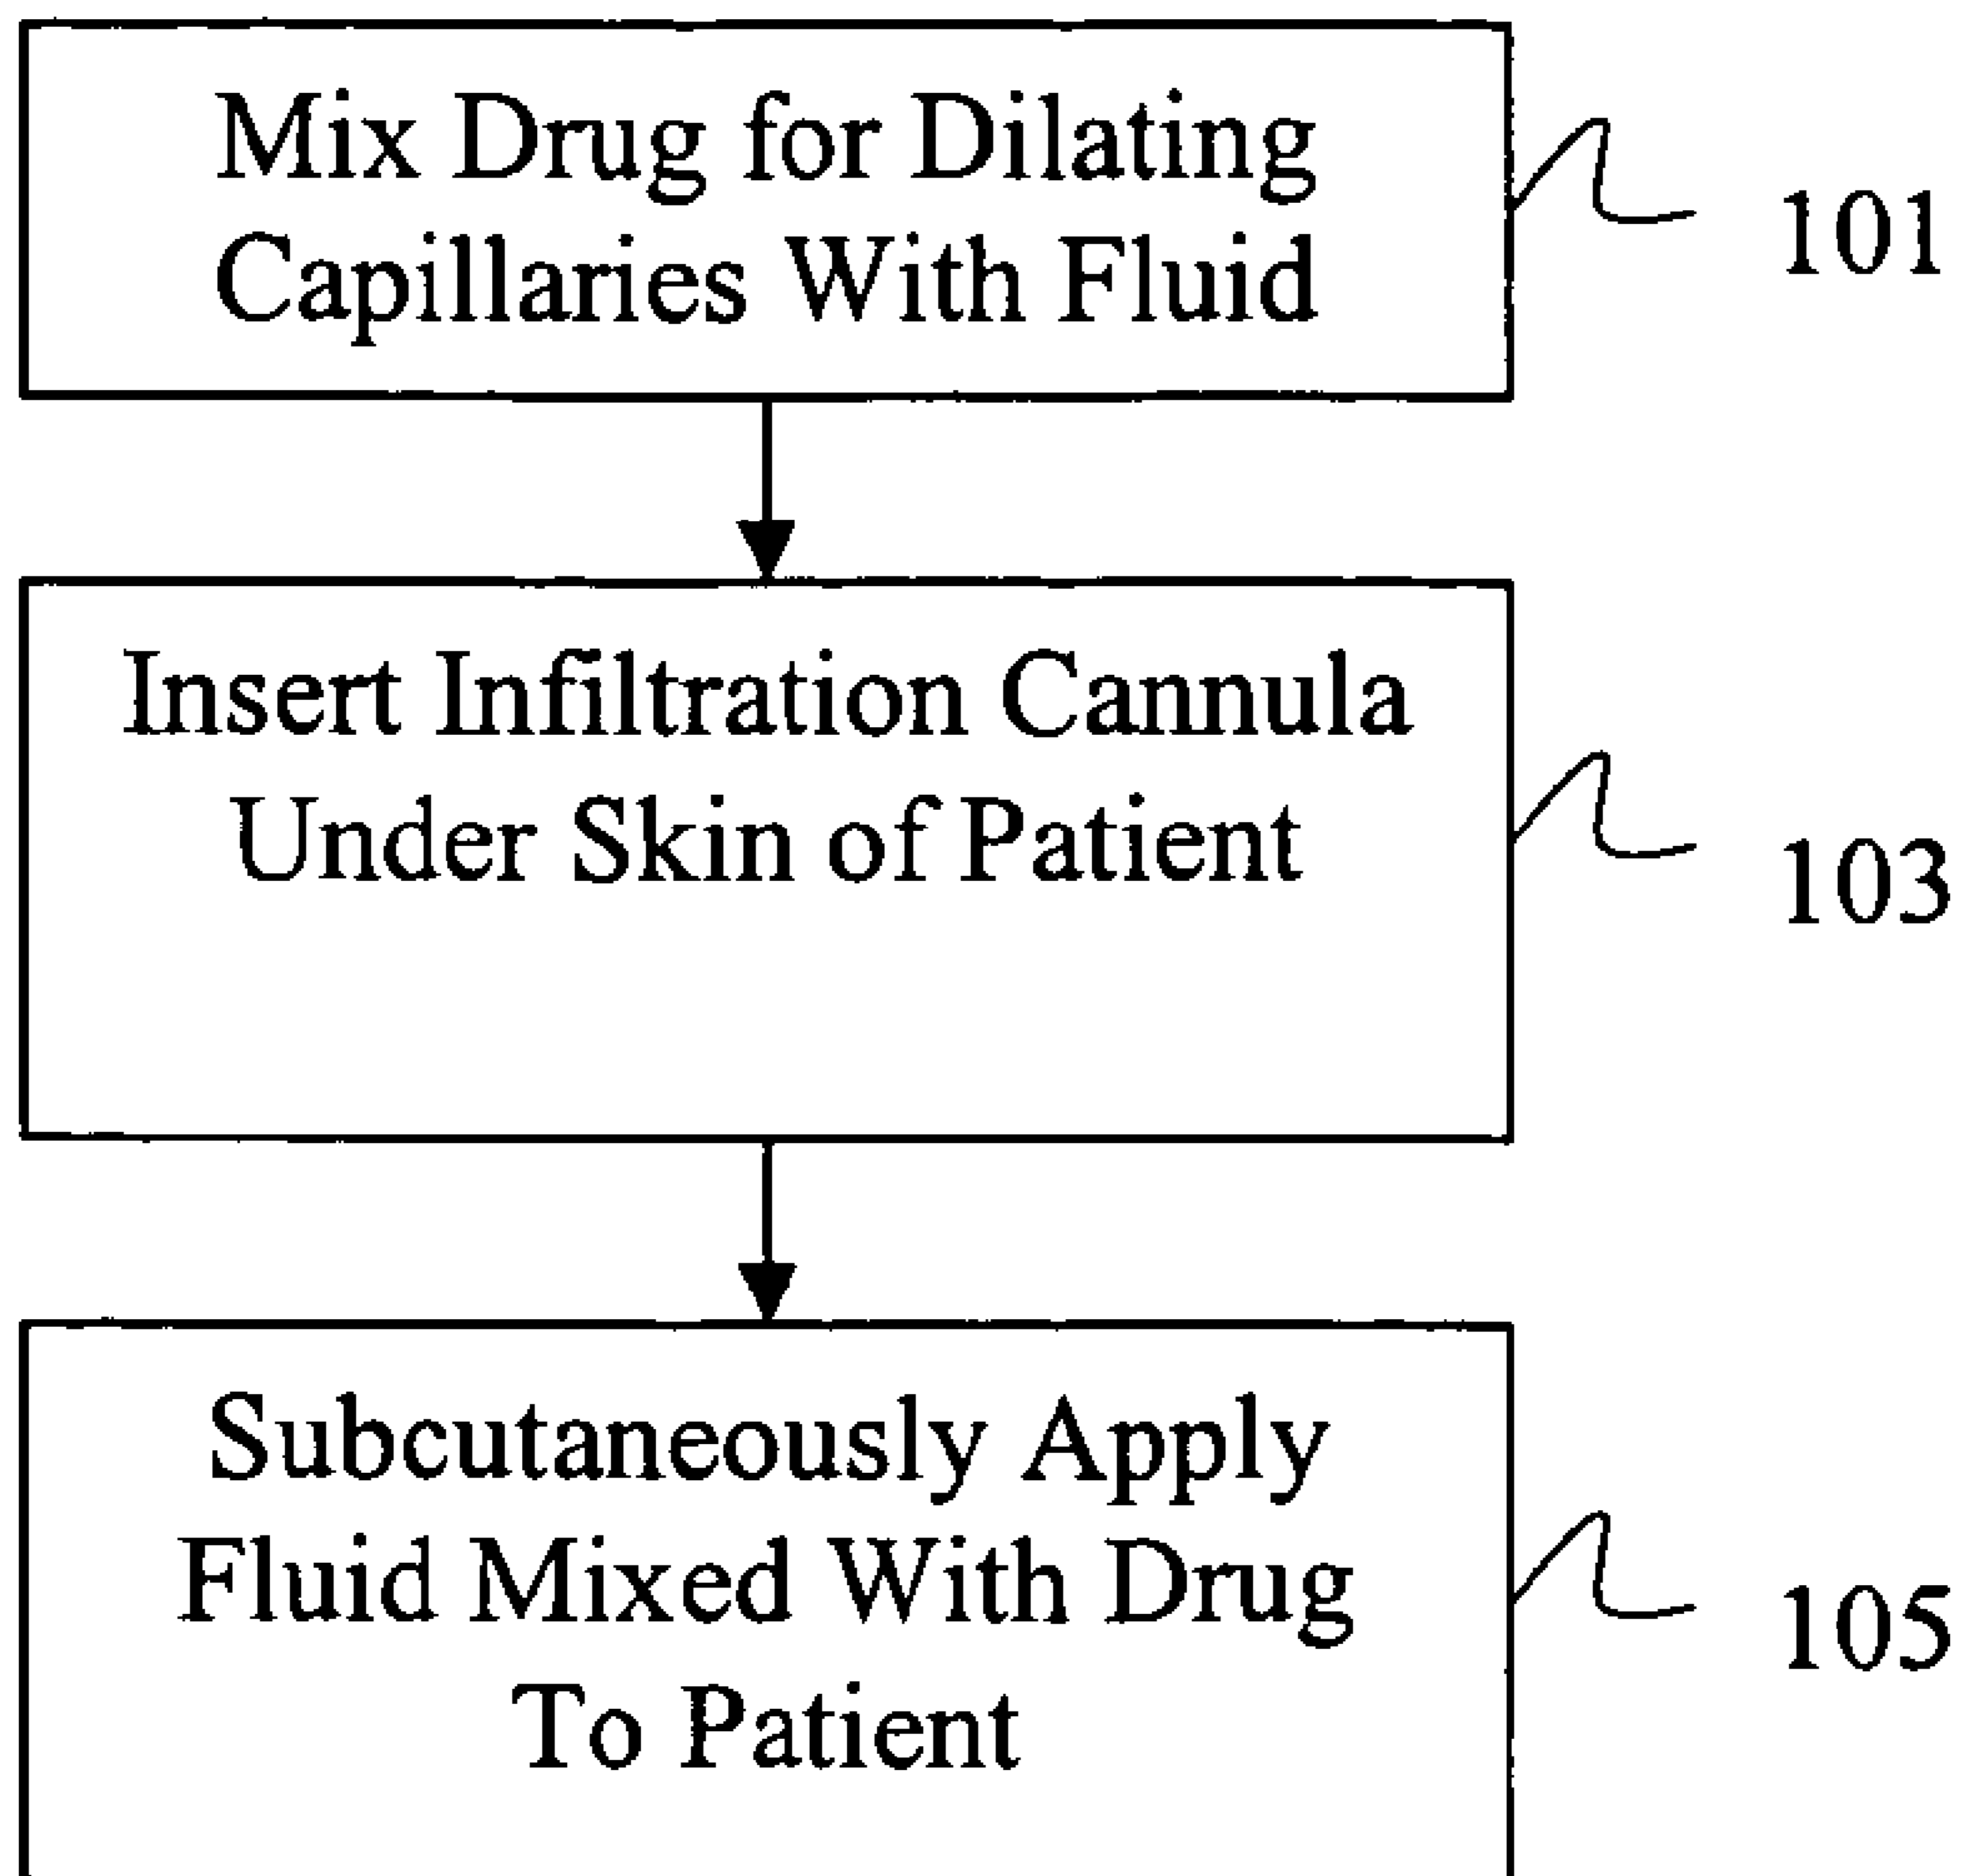 Mix Drug for Dilating
Capillaries With Fluid
101
Insert Infiltration Cannula
Under Skin of Patient
103
Subcutaneously Apply
Fluid Mixed With Drug
To Patient
105